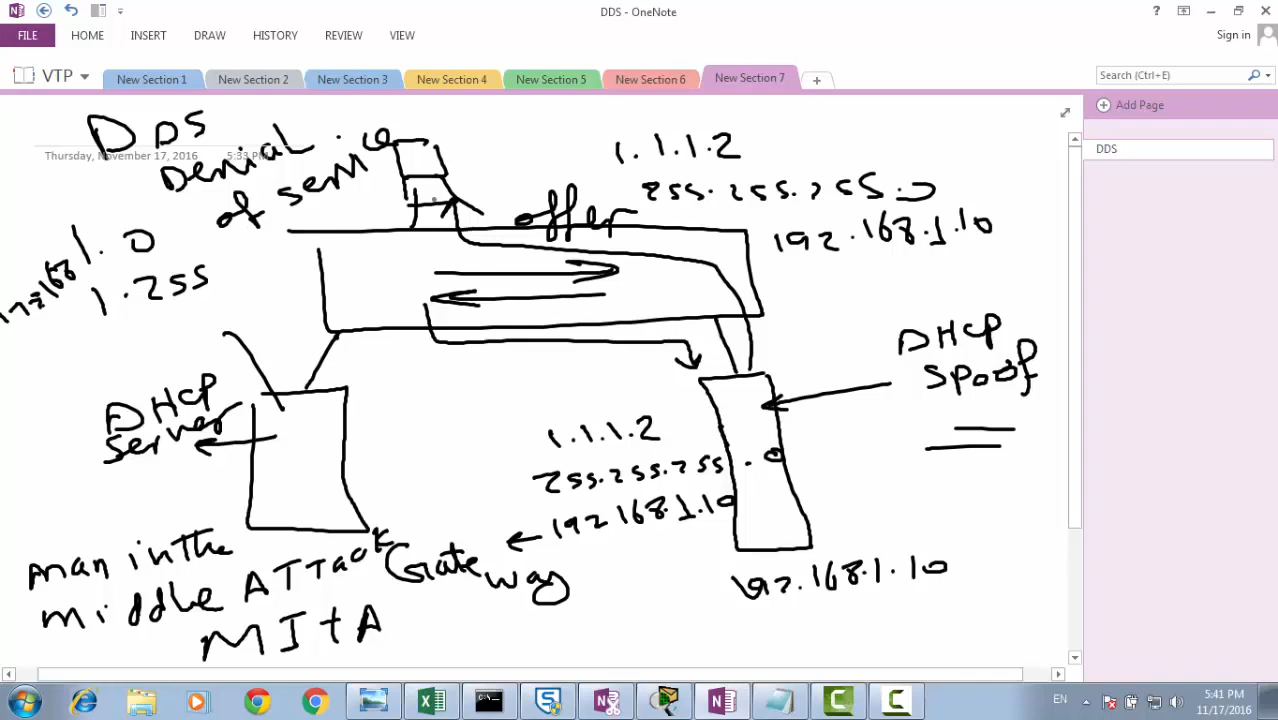 DDS - OneNote
Sign in
FILE
HOME
INSERT
DRAW
HISTORY
REVIEW
VIEW
VTP
New Section 1
New Section 2
New Section 3
New Section 4
New Section 5
New Section 6
New Section 7
Search (Ctrl+E)
Add Page
DDS
Thursday, November 17, 2016
5:33 PM
DDS
Denial
of
offer
1.1.1.2
255.255.255.0
192.168.1.10
1.0
1.255
DHCP
server
DHCP
spoof
1.1.1.2
255.255.255.0
192.168.1.10
Gate way
192.168.1.10
man in the
middle ATTack
MItA
EN
5:41 PM
11/17/2016